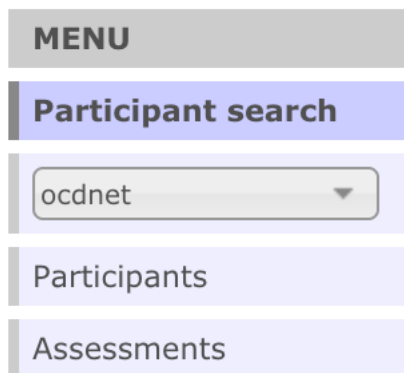 MENU
Participant search
ocdnet
Participants
Assessments